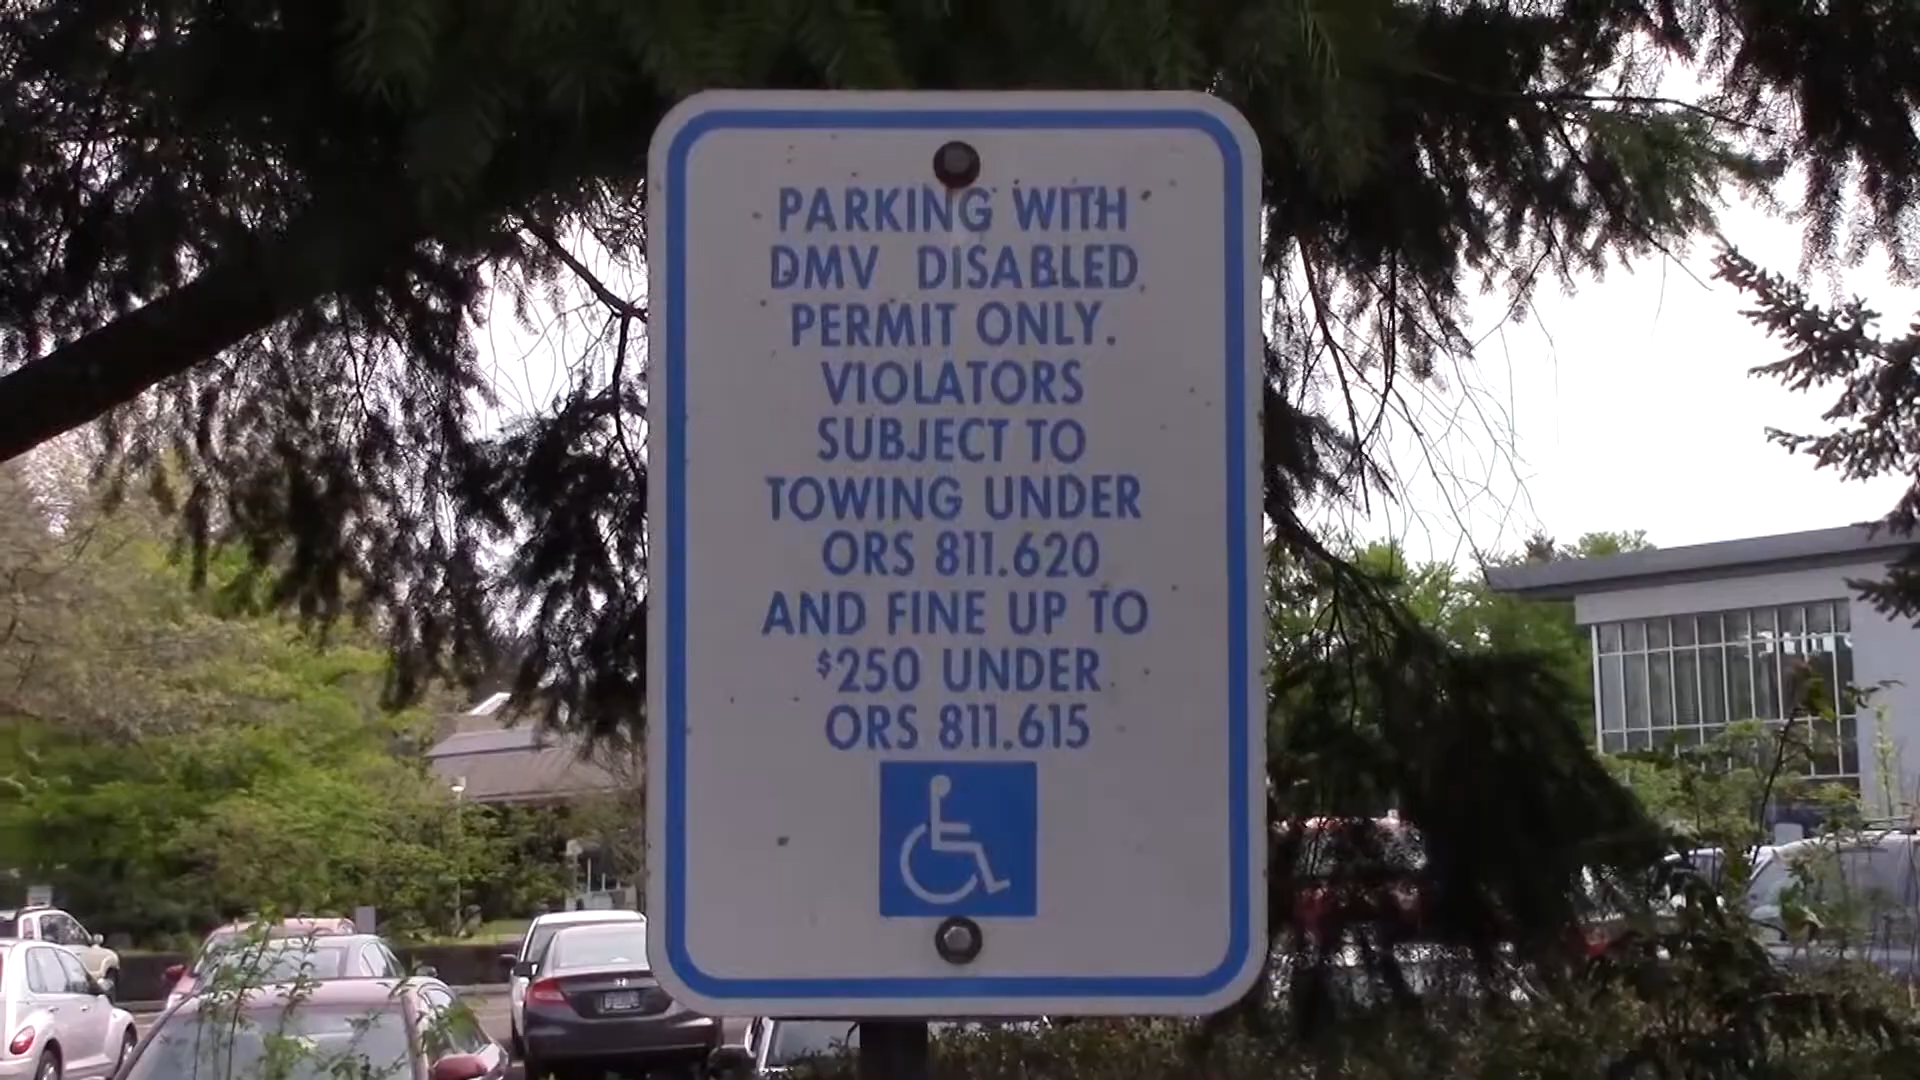 PARKING WITH
DMV DISABLED
PERMIT ONLY.
VIOLATORS
SUBJECT TO
TOWING UNDER
ORS 811.620
AND FINE UP TO
$250 UNDER
ORS 811.615